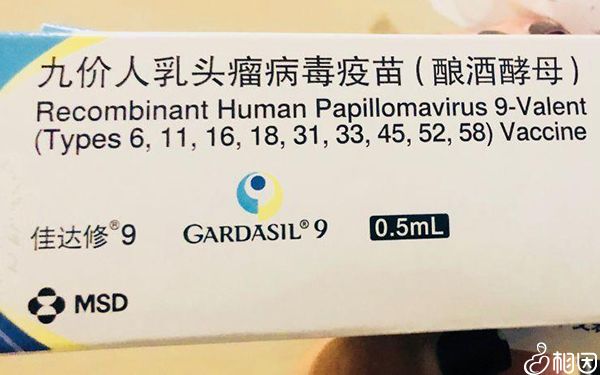 九价人乳头瘤病毒疫苗(酿酒酵母)
Recombinant Human Papillomavirus 9-Valent
(Types 6, 11, 16, 18, 31, 33, 45, 52, 58) Vaccine
佳达修®9 GARDASIL®9 0.5mL
MSD
相因